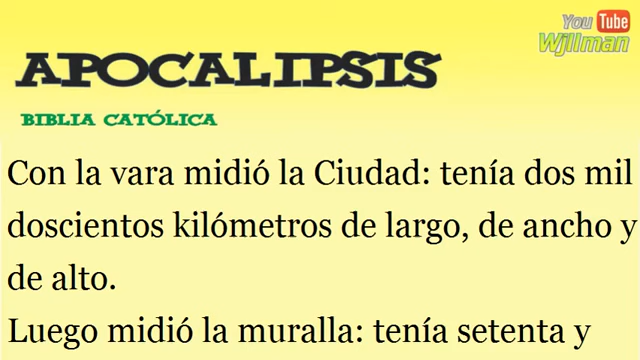 You Tube
Wjllman
APOCALIPSIS
BIBLIA CATÓLICA
Con la vara midió la Ciudad: tenía dos mil
doscientos kilómetros de largo, de ancho y
de alto.
Luego midió la muralla: tenía setenta y